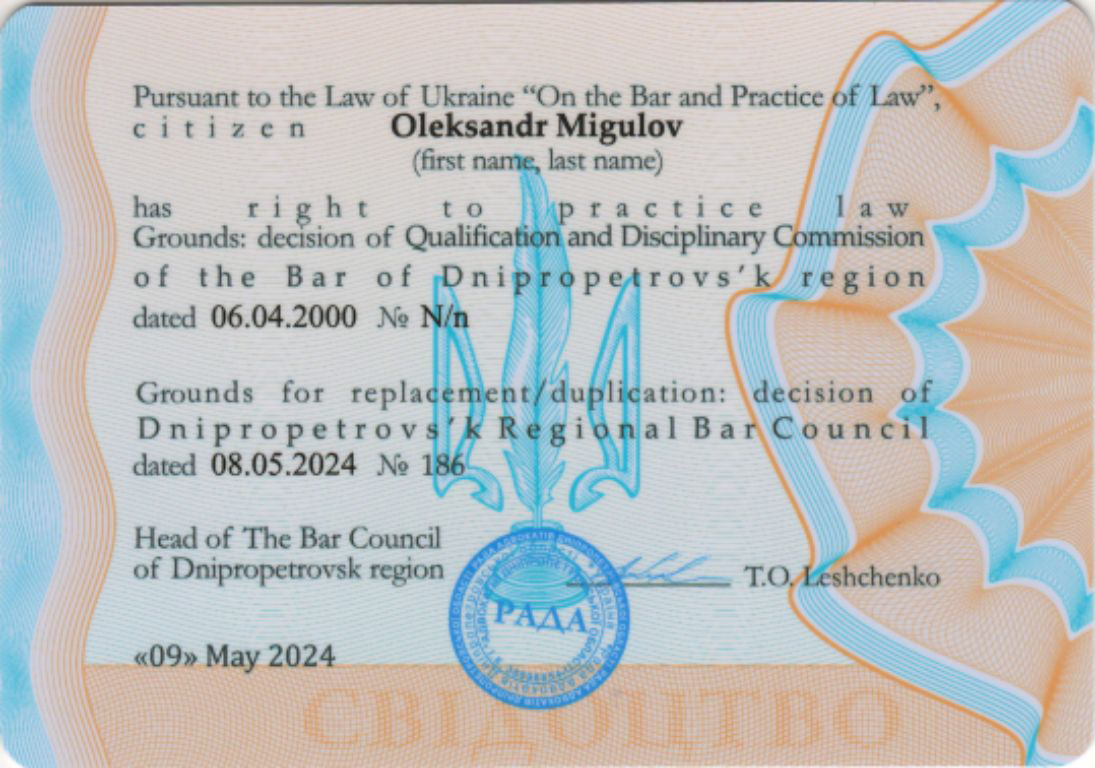 Pursuant to the Law of Ukraine “On the Bar and Practice of Law”,
citizen Oleksandr Migulov
(first name, last name)
has right to practice law
Grounds: decision of Qualification and Disciplinary Commission
of the Bar of Dnipropetrovs’k region
dated 06.04.2000 № N/n
Grounds for replacement/duplication: decision of
Dnipropetrovs’k Regional Bar Council
dated 08.05.2024 № 186
Head of The Bar Council
of Dnipropetrovsk region T.O. Leshchenko
РАДА
«09» May 2024
СВІДОЦТВО